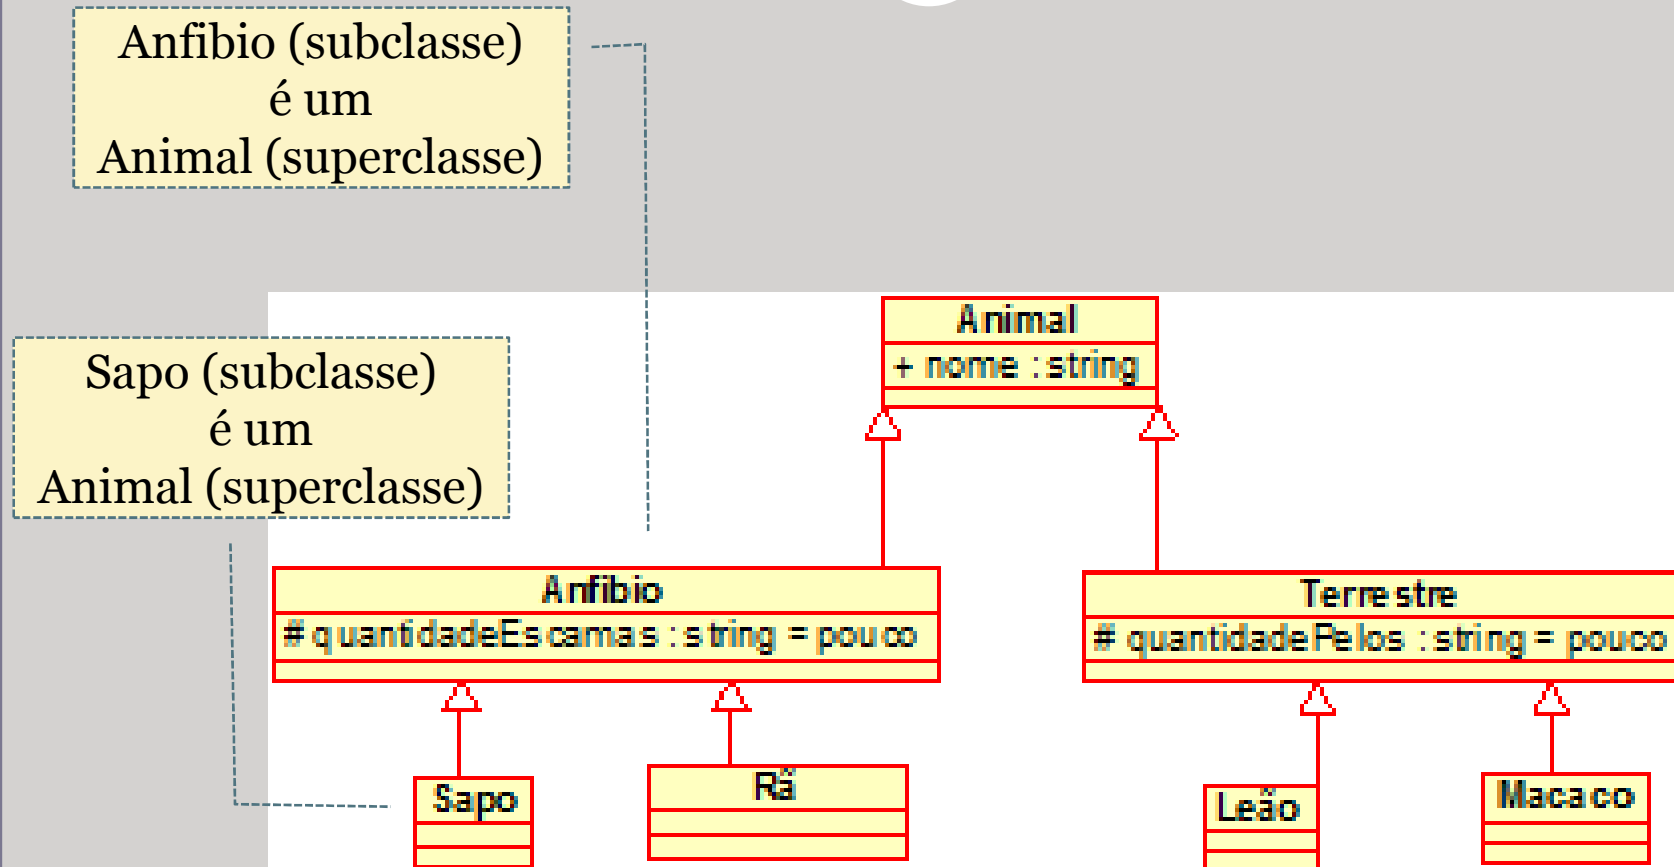 Anfibio (subclasse)
é um
Animal (superclasse)
Sapo (subclasse)
é um
Animal (superclasse)
Animal
+ nome : string
Anfibio
# quantidadeEscamas : string = pouco
Terrestre
# quantidadePelos : string = pouco
Sapo
Rã
Leão
Macaco